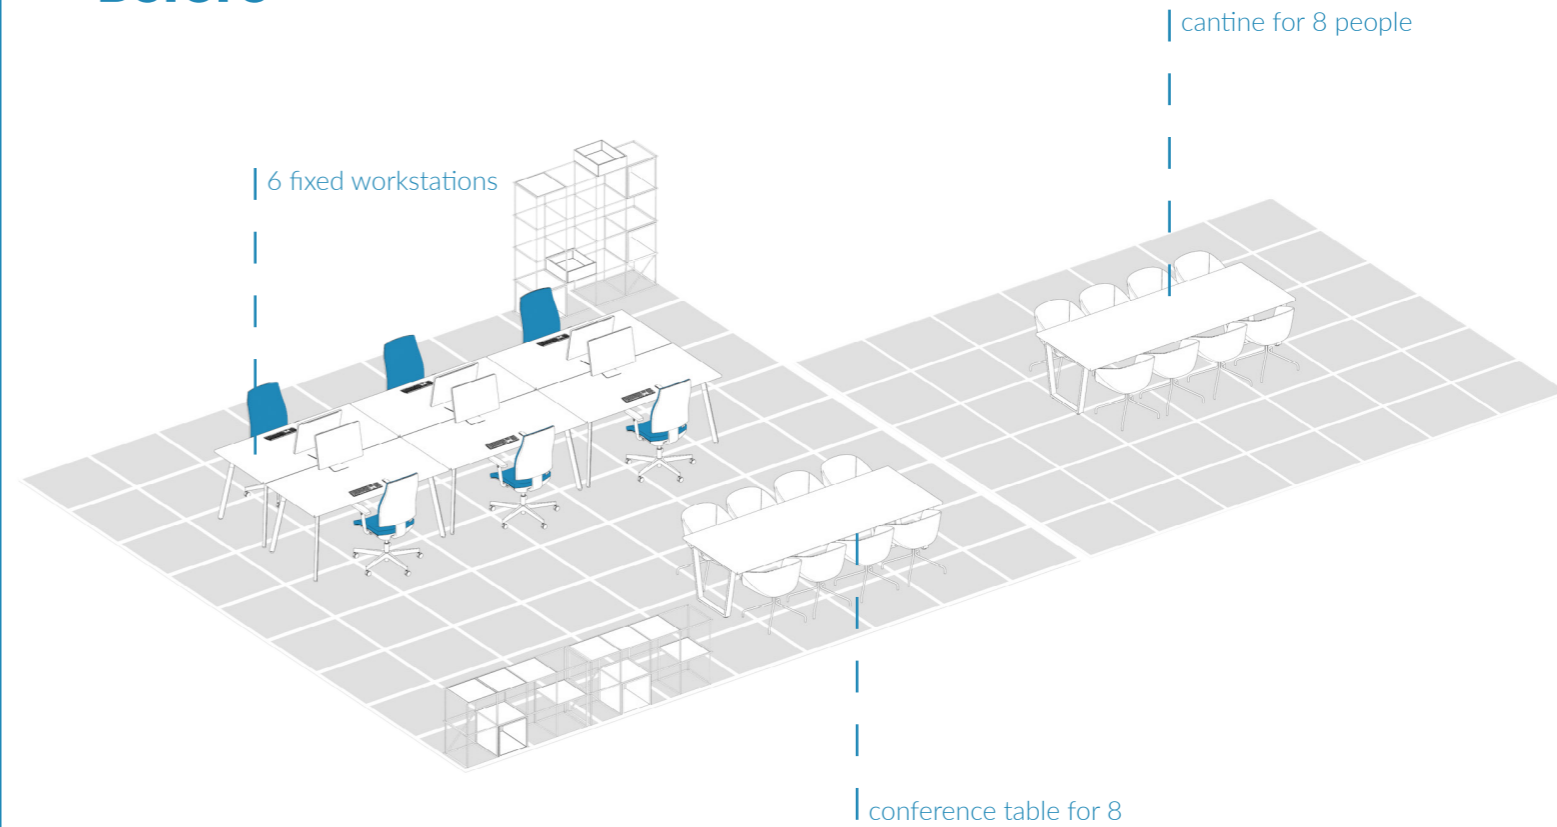 cantine for 8 people
6 fixed workstations
conference table for 8